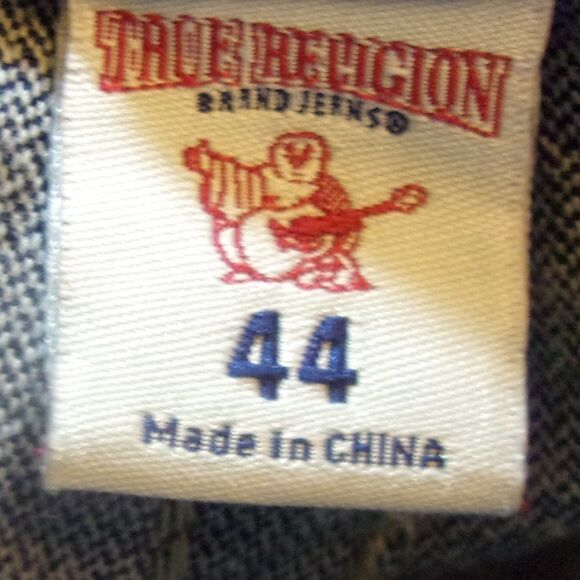 TRUE RELIGION
BRAND JEANS®
44
Made in CHINA